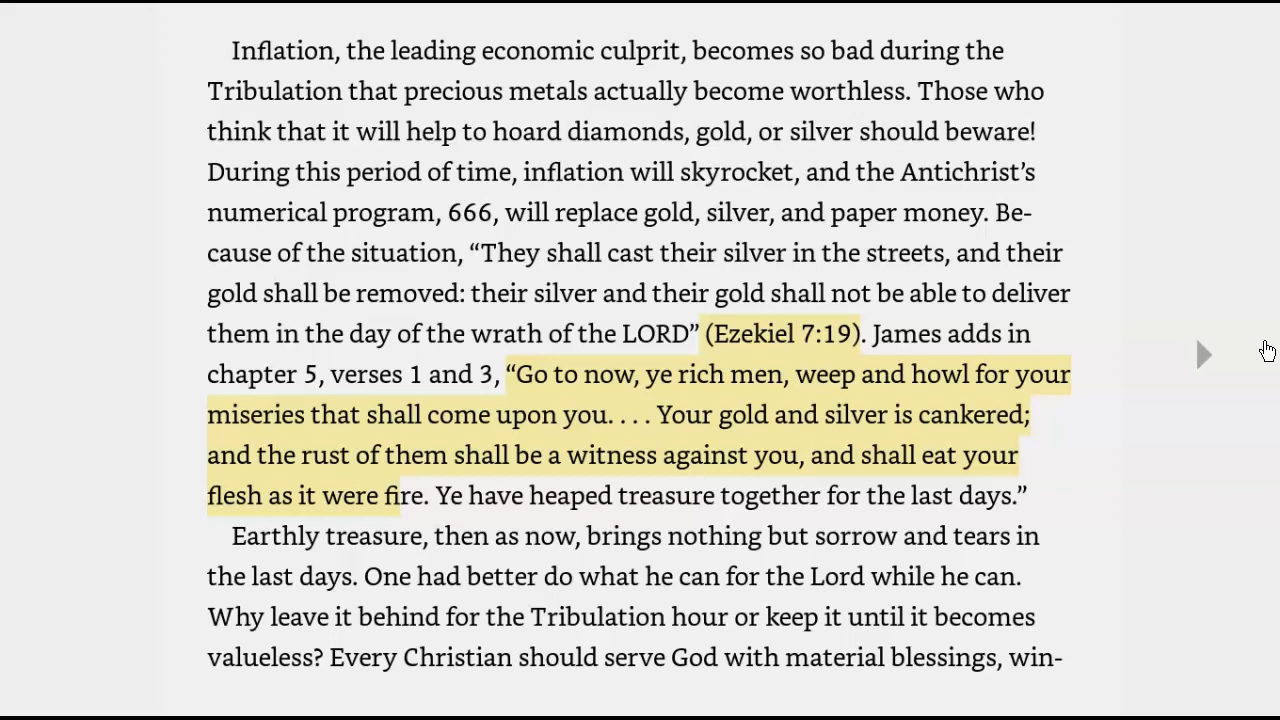 Inflation, the leading economic culprit, becomes so bad during the
Tribulation that precious metals actually become worthless. Those who
think that it will help to hoard diamonds, gold, or silver should beware!
During this period of time, inflation will skyrocket, and the Antichrist’s
numerical program, 666, will replace gold, silver, and paper money. Be-
cause of the situation, “They shall cast their silver in the streets, and their
gold shall be removed: their silver and their gold shall not be able to deliver
them in the day of the wrath of the LORD” (Ezekiel 7:19). James adds in
chapter 5, verses 1 and 3, “Go to now, ye rich men, weep and howl for your
miseries that shall come upon you. . . . Your gold and silver is cankered;
and the rust of them shall be a witness against you, and shall eat your
flesh as it were fire. Ye have heaped treasure together for the last days.”
Earthly treasure, then as now, brings nothing but sorrow and tears in
the last days. One had better do what he can for the Lord while he can.
Why leave it behind for the Tribulation hour or keep it until it becomes
valueless? Every Christian should serve God with material blessings, win-